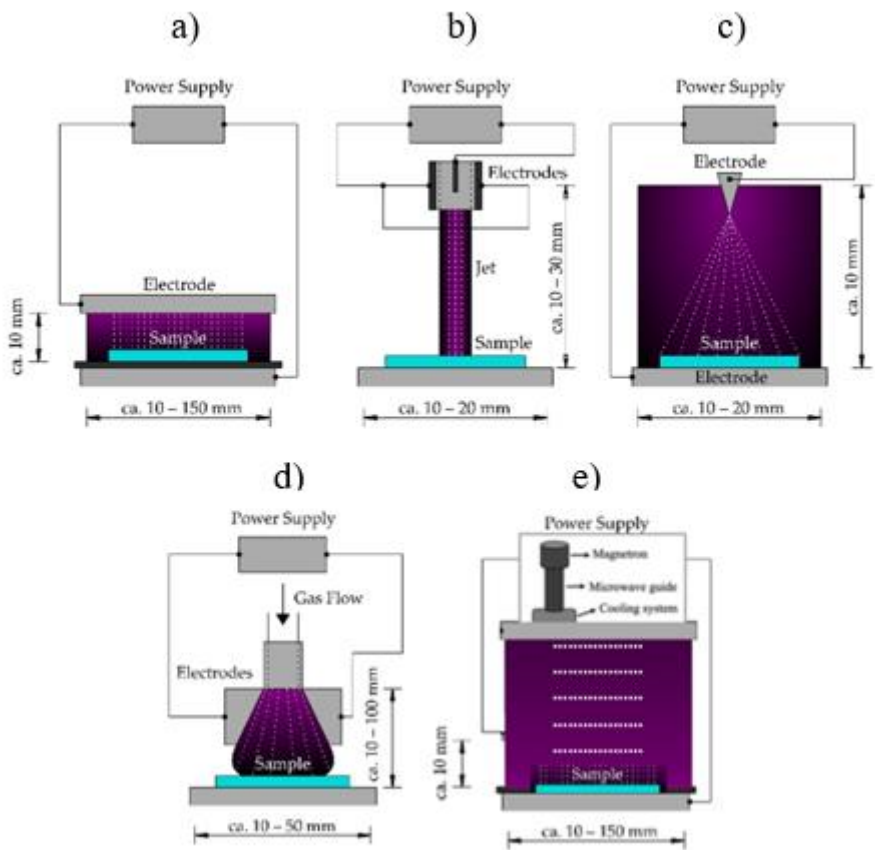 a)
b)
c)
Power Supply
Electrode
Sample
ca. 10 mm
ca. 10 – 150 mm
Power Supply
Electrodes
Jet
Sample
ca. 10 – 30 mm
ca. 10 – 20 mm
Power Supply
Electrode
Sample
Electrode
ca. 10 mm
ca. 10 – 20 mm
d)
e)
Power Supply
Gas Flow
Electrodes
Sample
ca. 10 – 100 mm
ca. 10 – 50 mm
Power Supply
Magnetron
Microwave guide
Cooling system
ca. 10 mm
Sample
ca. 10 – 150 mm